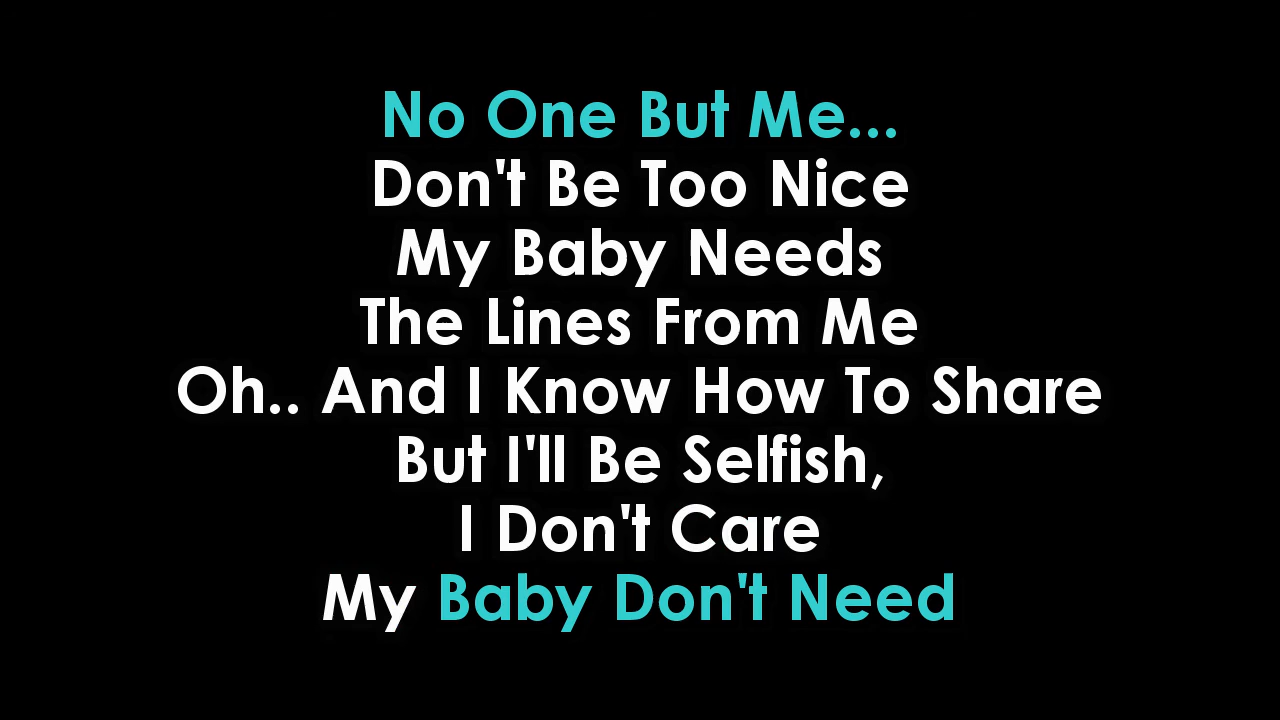 No One But Me...
Don't Be Too Nice
My Baby Needs
The Lines From Me
Oh.. And I Know How To Share
But I'll Be Selfish,
I Don't Care
My Baby Don't Need